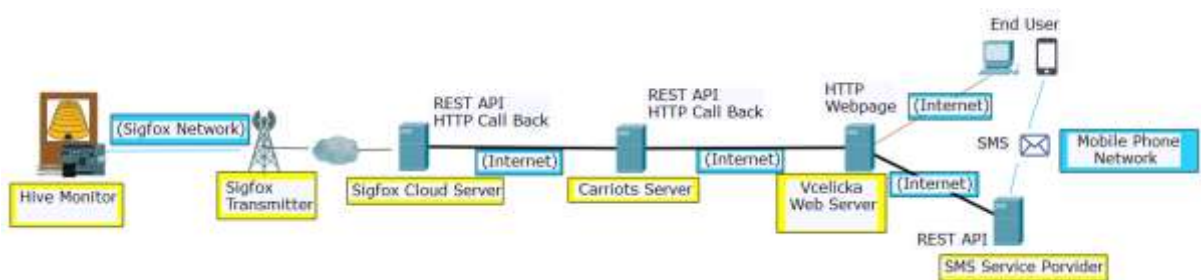 End User
REST API
HTTP Call Back
REST API
HTTP Call Back
HTTP
Webpage
(Internet)
(Sigfox Network)
SMS
Mobile Phone
Network
(Internet)
(Internet)
(Internet)
Hive Monitor
Sigfox
Transmitter
Sigfox Cloud Server
Carriots Server
Vcelicka
Web Server
REST API
SMS Service Porvider